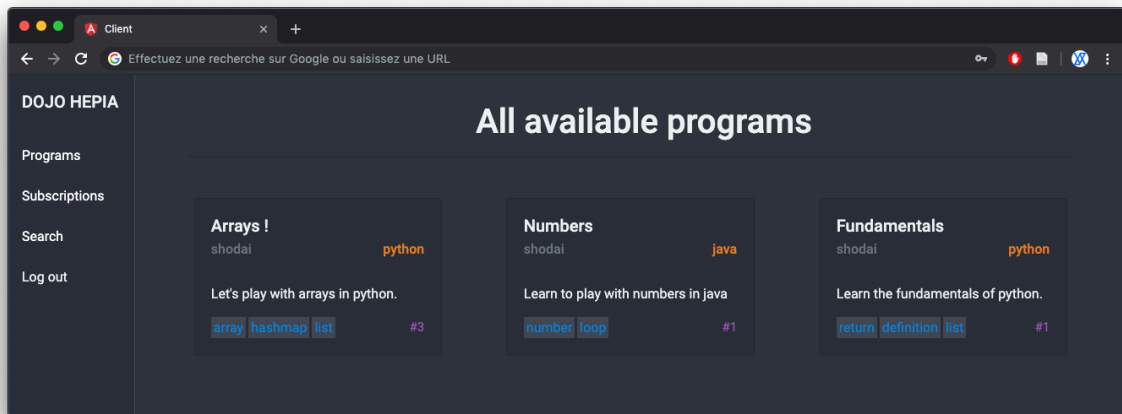 Client
Effectuez une recherche sur Google ou saisissez une URL
DOJO HEPIA
Programs
Subscriptions
Search
Log out
All available programs
Arrays !
shodai python
Let's play with arrays in python.
array hashmap list #3
Numbers
shodai java
Learn to play with numbers in java
number loop #1
Fundamentals
shodai python
Learn the fundamentals of python.
return definition list #1